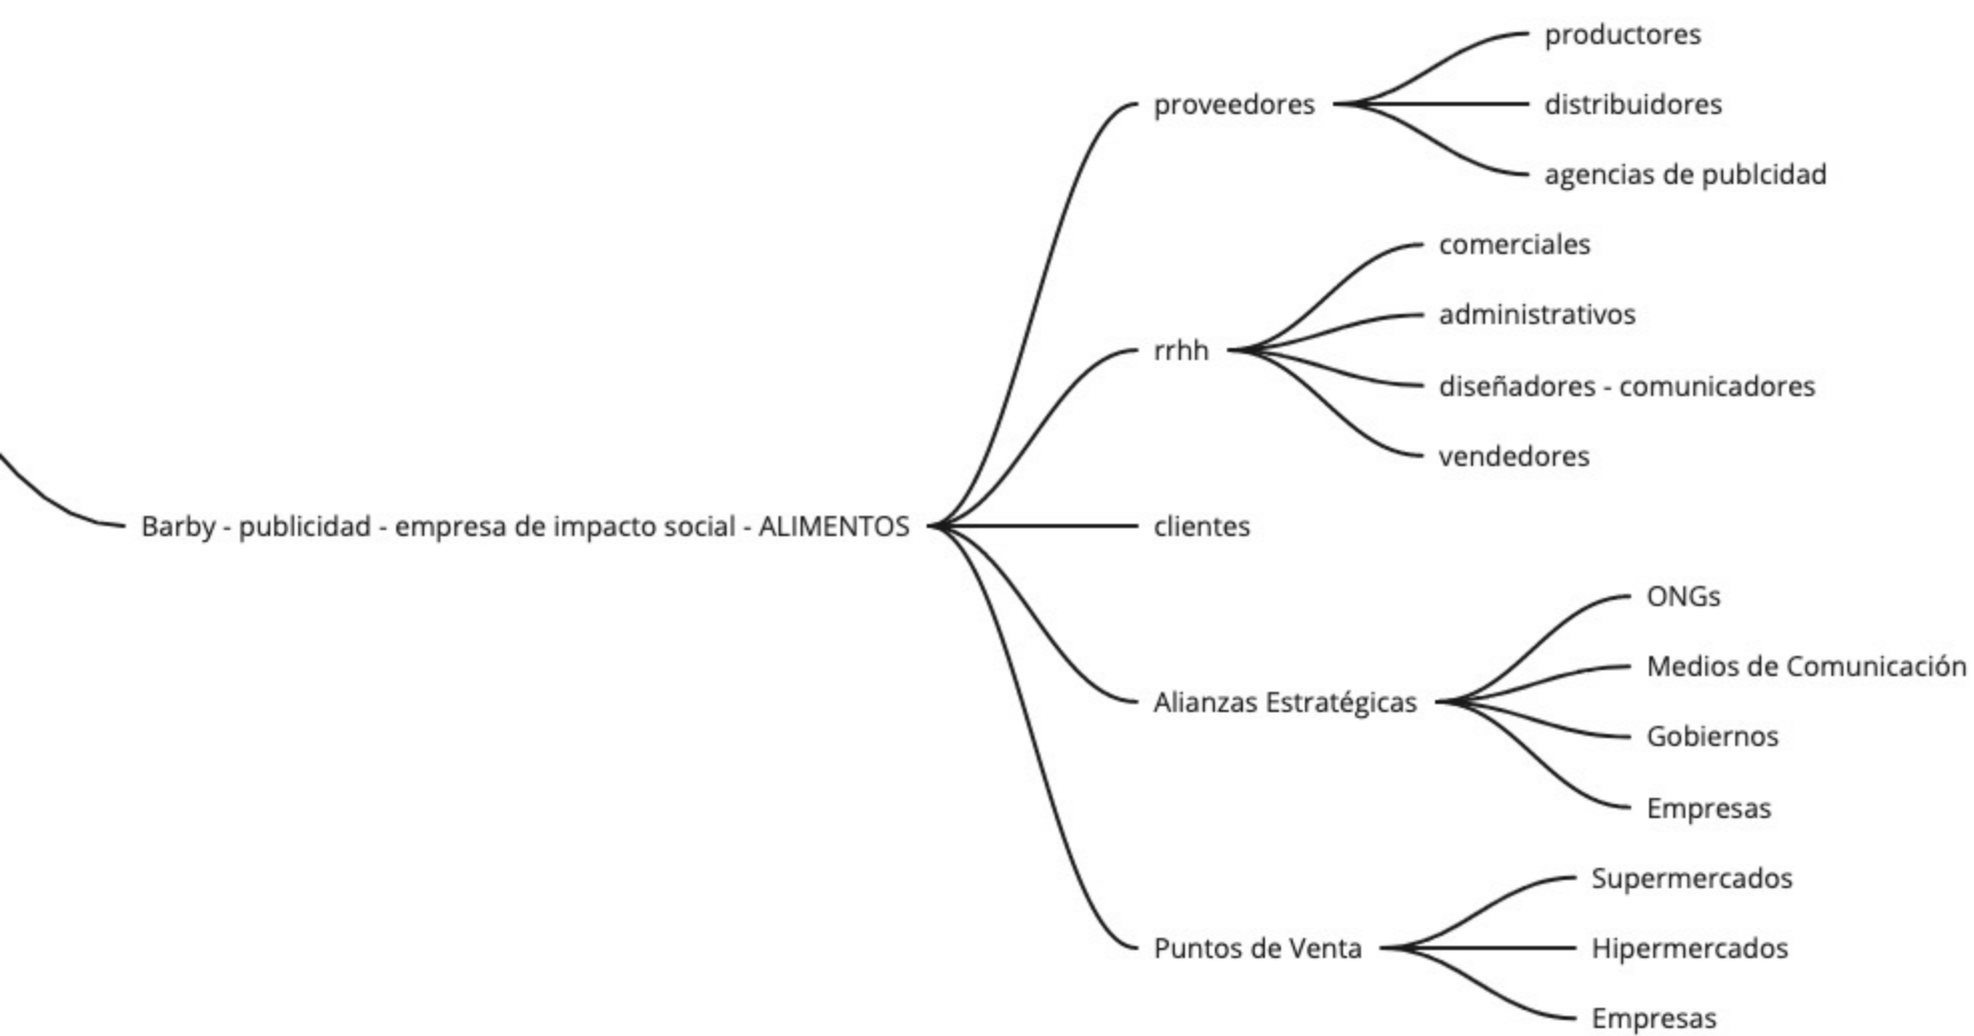 productores
proveedores
distribuidores
agencias de publcidad
comerciales
administrativos
rrhh
diseñadores - comunicadores
vendedores
Barby - publicidad - empresa de impacto social - ALIMENTOS
clientes
ONGs
Medios de Comunicación
Alianzas Estratégicas
Gobiernos
Empresas
Supermercados
Puntos de Venta
Hipermercados
Empresas